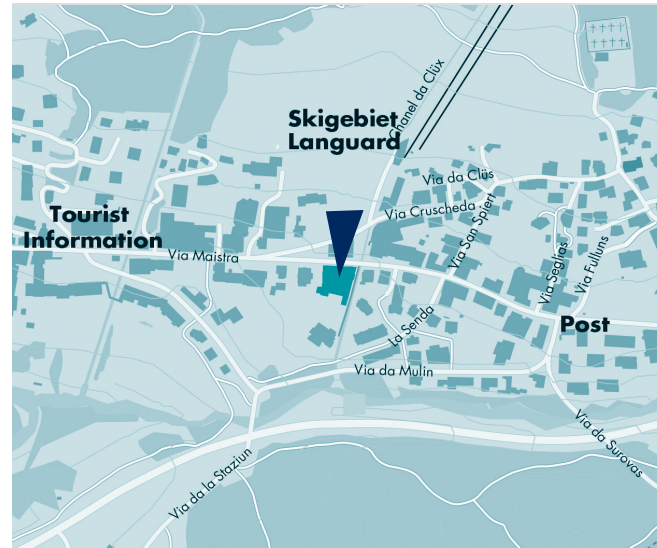 Chanel da Clüx
Skigebiet
Languard
Via da Clüs
Via Cruscheda
Via San Spiert
Tourist
Information
Via Maistra
Via Seglias
Via Fulluns
La Senda
Post
Via da Mulin
Via da Surovas
Via da la Staziun